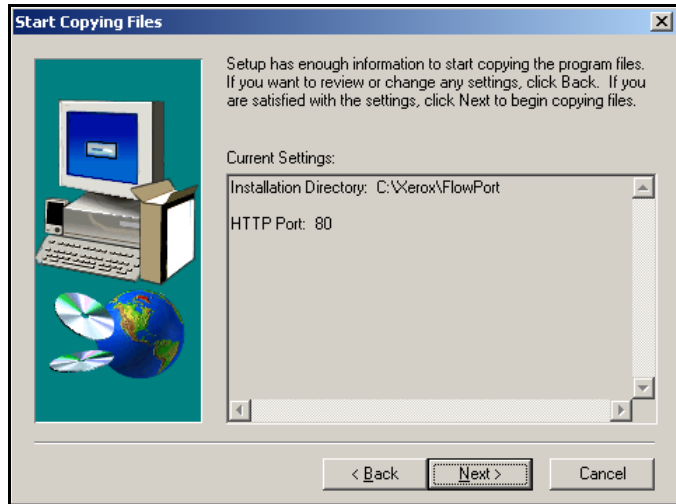 Start Copying Files
Setup has enough information to start copying the program files.
If you want to review or change any settings, click Back.  If you
are satisfied with the settings, click Next to begin copying files.
Current Settings:
Installation Directory:  C:\Xerox\FlowPort
HTTP Port:  80
< Back
Next >
Cancel